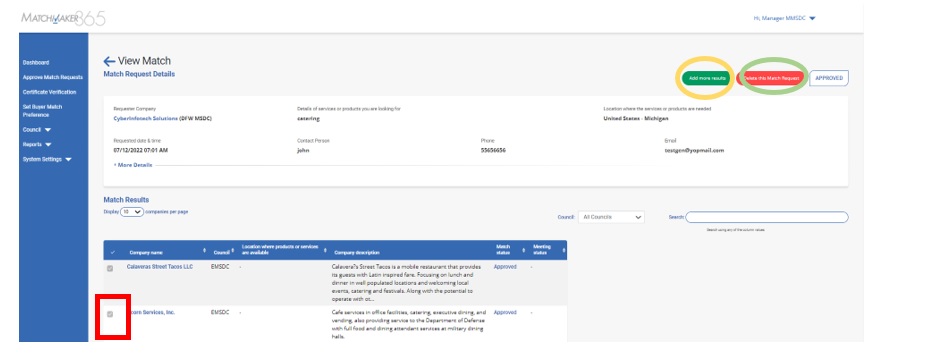 MATCHMAKER365
Hi, Manager MMSDC
Dashboard
Approve Match Requests
Certificate Verification
Set Buyer Match
Preference
Council
Reports
System Settings
← View Match
Match Request Details
Add more results
Delete this Match Request
APPROVED
Requestor Company
Details of services or products you are looking for
Location where the services or products are needed
CyberInfotech Solutions (DFW MSDC)
catering
United States - Michigan
Requested date & time
Contact Person
Phone
Email
07/12/2022 07:01 AM
john
55656656
testgcn@yopmail.com
+ More Details
Match Results
Display 10 companies per page
Council: All Councils
Search:
Search using any of the column values
Company name
Council
Location where products or services
are available
Company description
Match
status
Meeting
status
Calaveras Street Tacos LLC
EMSDC
-
Calavera?s Street Tacos is a mobile restaurant that provides
its guests with Latin inspired fare. Focusing on lunch and
dinner in well populated locations and welcoming local
events, catering and festivals. Along with the potential to
operate with ot...
Approved
-
corn Services, Inc.
EMSDC
-
Cafe services in office facilities, catering, executive dining, and
vending, also providing service to the Department of Defense
with full food and dining attendant services at military dining
halls.
Approved
-